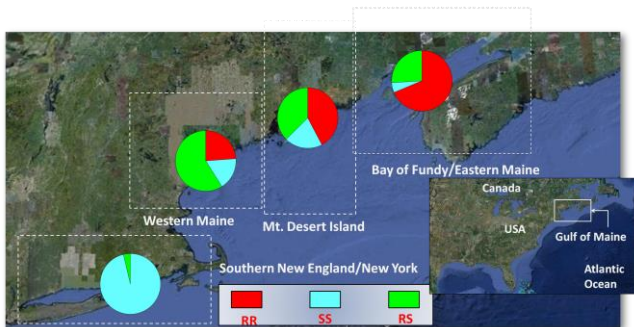 Bay of Fundy/Eastern Maine
Western Maine
Mt. Desert Island
Southern New England/New York
RR
SS
RS
Canada
USA
Gulf of Maine
Atlantic
Ocean